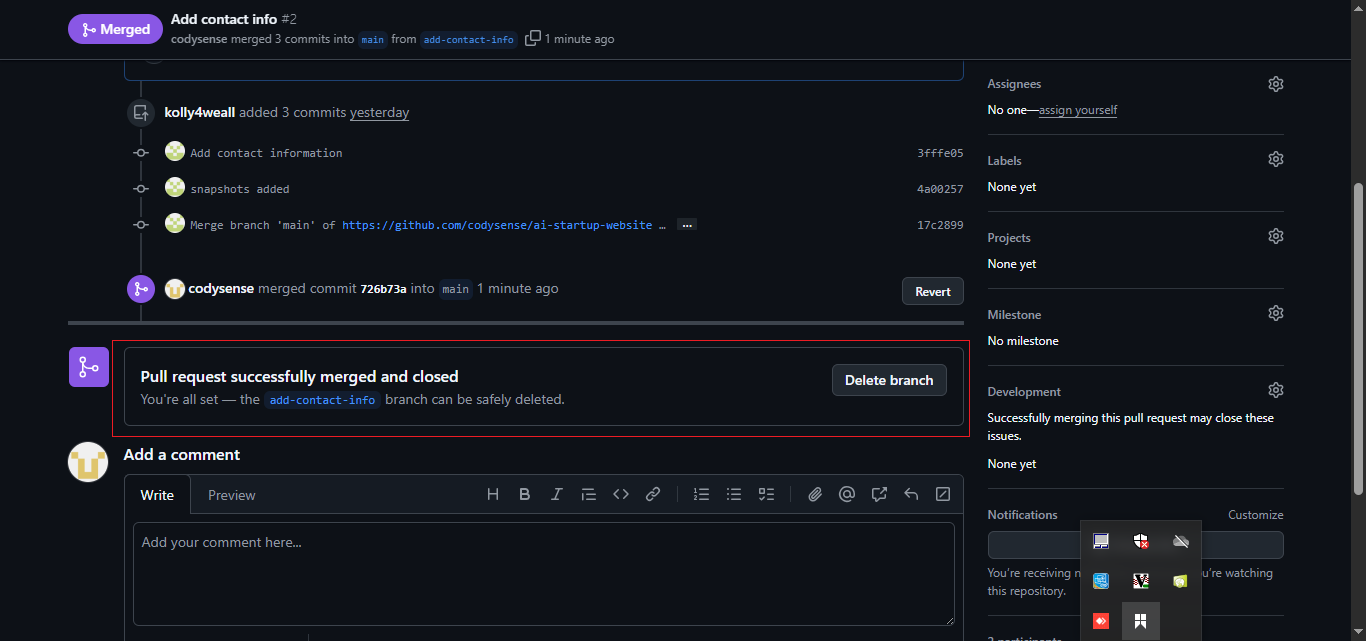 Merged
Add contact info #2
codysense merged 3 commits into main from add-contact-info 1 minute ago
kolly4weall added 3 commits yesterday
Add contact information 3fffe05
snapshots added 4a00257
Merge branch 'main' of https://github.com/codysense/ai-startup-website … ... 17c2899
codysense merged commit 726b73a into main 1 minute ago
Revert
Pull request successfully merged and closed
You're all set — the add-contact-info branch can be safely deleted.
Delete branch
Add a comment
Write Preview
Add your comment here...
Assignees
No one—assign yourself
Labels
None yet
Projects
None yet
Milestone
No milestone
Development
Successfully merging this pull request may close these
issues.
None yet
Notifications Customize
You're receiving you're watching
this repository.